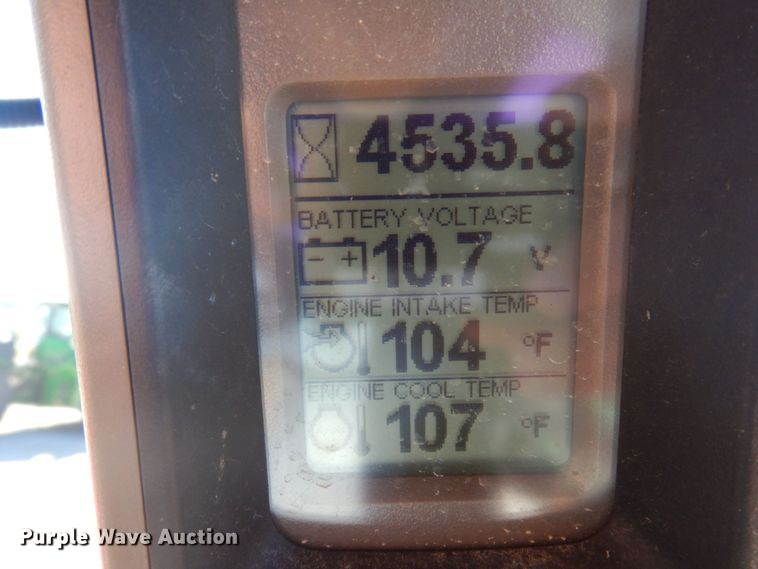 4535.8
BATTERY VOLTAGE
- + 10.7 V
ENGINE INTAKE TEMP
104 °F
ENGINE COOL TEMP
107 °F
Purple Wave Auction